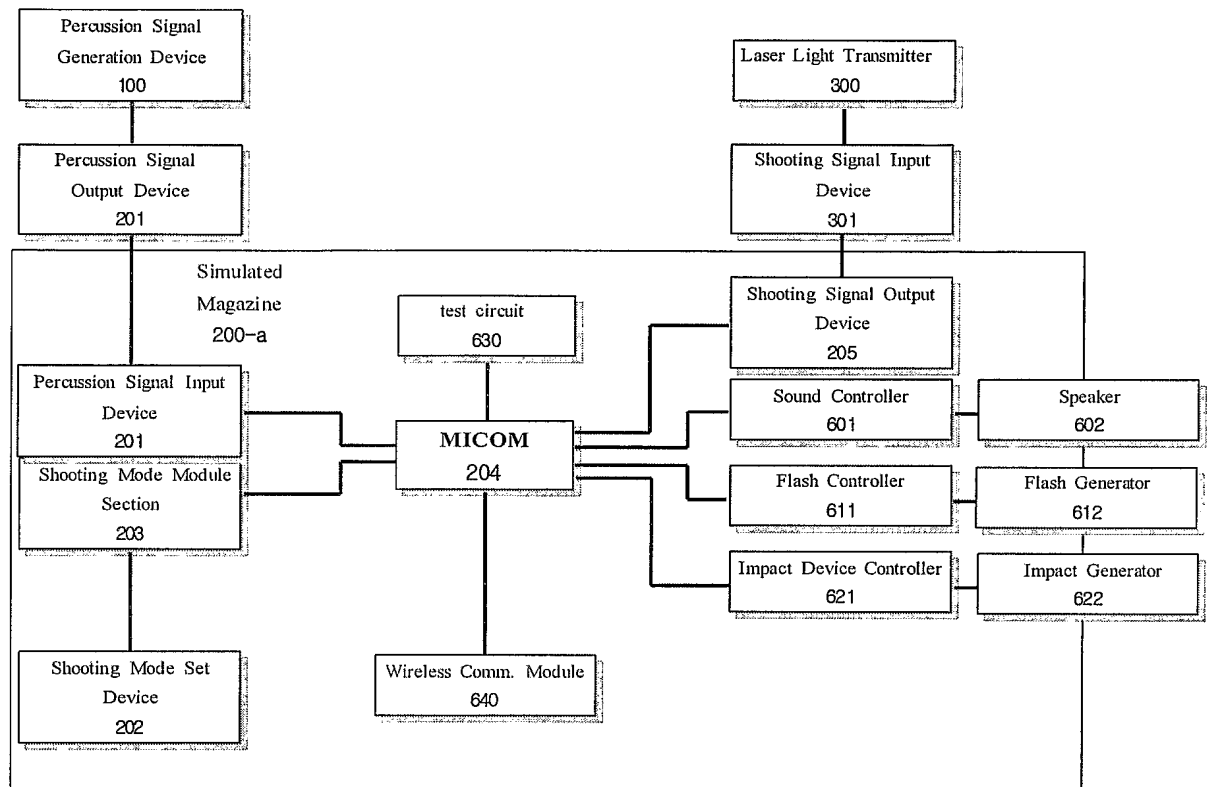 Percussion Signal
Generation Device
100
Laser Light Transmitter
300
Percussion Signal
Output Device
201
Shooting Signal Input
Device
301
Simulated
Magazine
200-a
test circuit
630
Shooting Signal Output
Device
205
Percussion Signal Input
Device
201
MICOM
204
Sound Controller
601
Speaker
602
Shooting Mode Module
Section
203
Flash Controller
611
Flash Generator
612
Impact Device Controller
621
Impact Generator
622
Shooting Mode Set
Device
202
Wireless Comm. Module
640